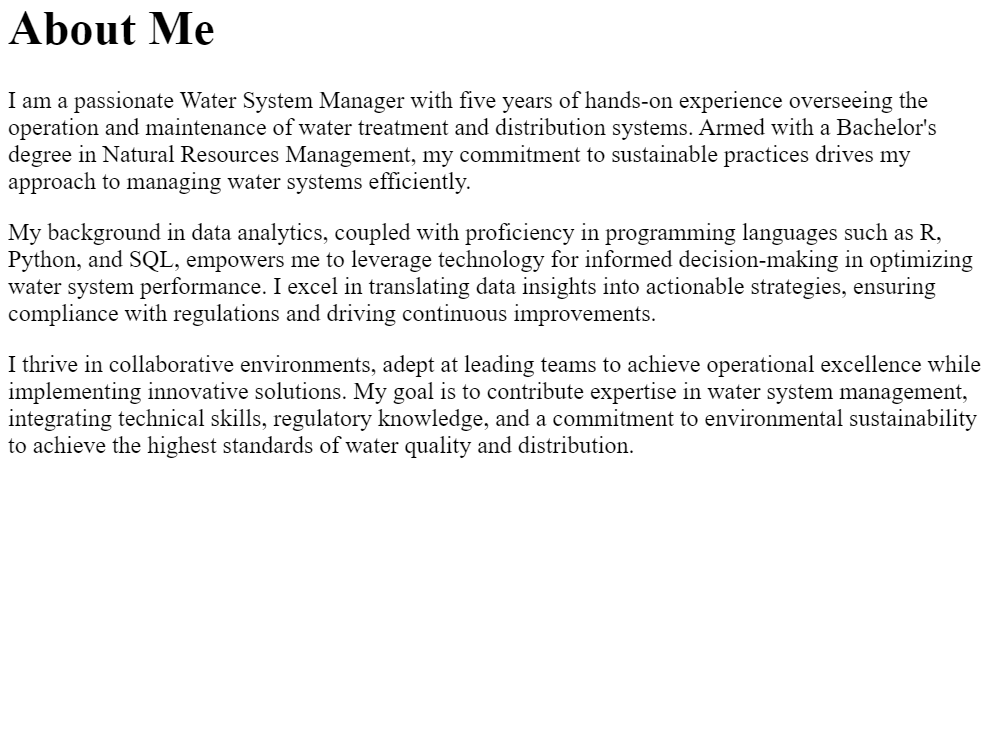 About Me
I am a passionate Water System Manager with five years of hands-on experience overseeing the
operation and maintenance of water treatment and distribution systems. Armed with a Bachelor's
degree in Natural Resources Management, my commitment to sustainable practices drives my
approach to managing water systems efficiently.
My background in data analytics, coupled with proficiency in programming languages such as R,
Python, and SQL, empowers me to leverage technology for informed decision-making in optimizing
water system performance. I excel in translating data insights into actionable strategies, ensuring
compliance with regulations and driving continuous improvements.
I thrive in collaborative environments, adept at leading teams to achieve operational excellence while
implementing innovative solutions. My goal is to contribute expertise in water system management,
integrating technical skills, regulatory knowledge, and a commitment to environmental sustainability
to achieve the highest standards of water quality and distribution.